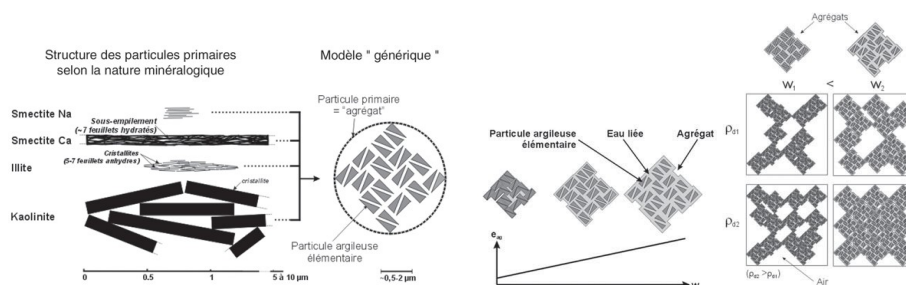 Structure des particules primaires
selon la nature minéralogique
Modèle " générique "
Smectite Na
Sous-empilement
(~7 feuillets hydratés)
Smectite Ca
Cristallites
(5-7 feuillets anhydres)
Illite
cristallite
Kaolinite
0
0.5
1
5 à 10 µm
Particule primaire
= "agrégat"
Particule argileuse
élémentaire
~0,5-2 µm
Particule argileuse
élémentaire
Eau liée
Agrégat
e
w
Agrégats
W1 < W2
ρd1
ρd2
(ρd2 >ρd1)
Air